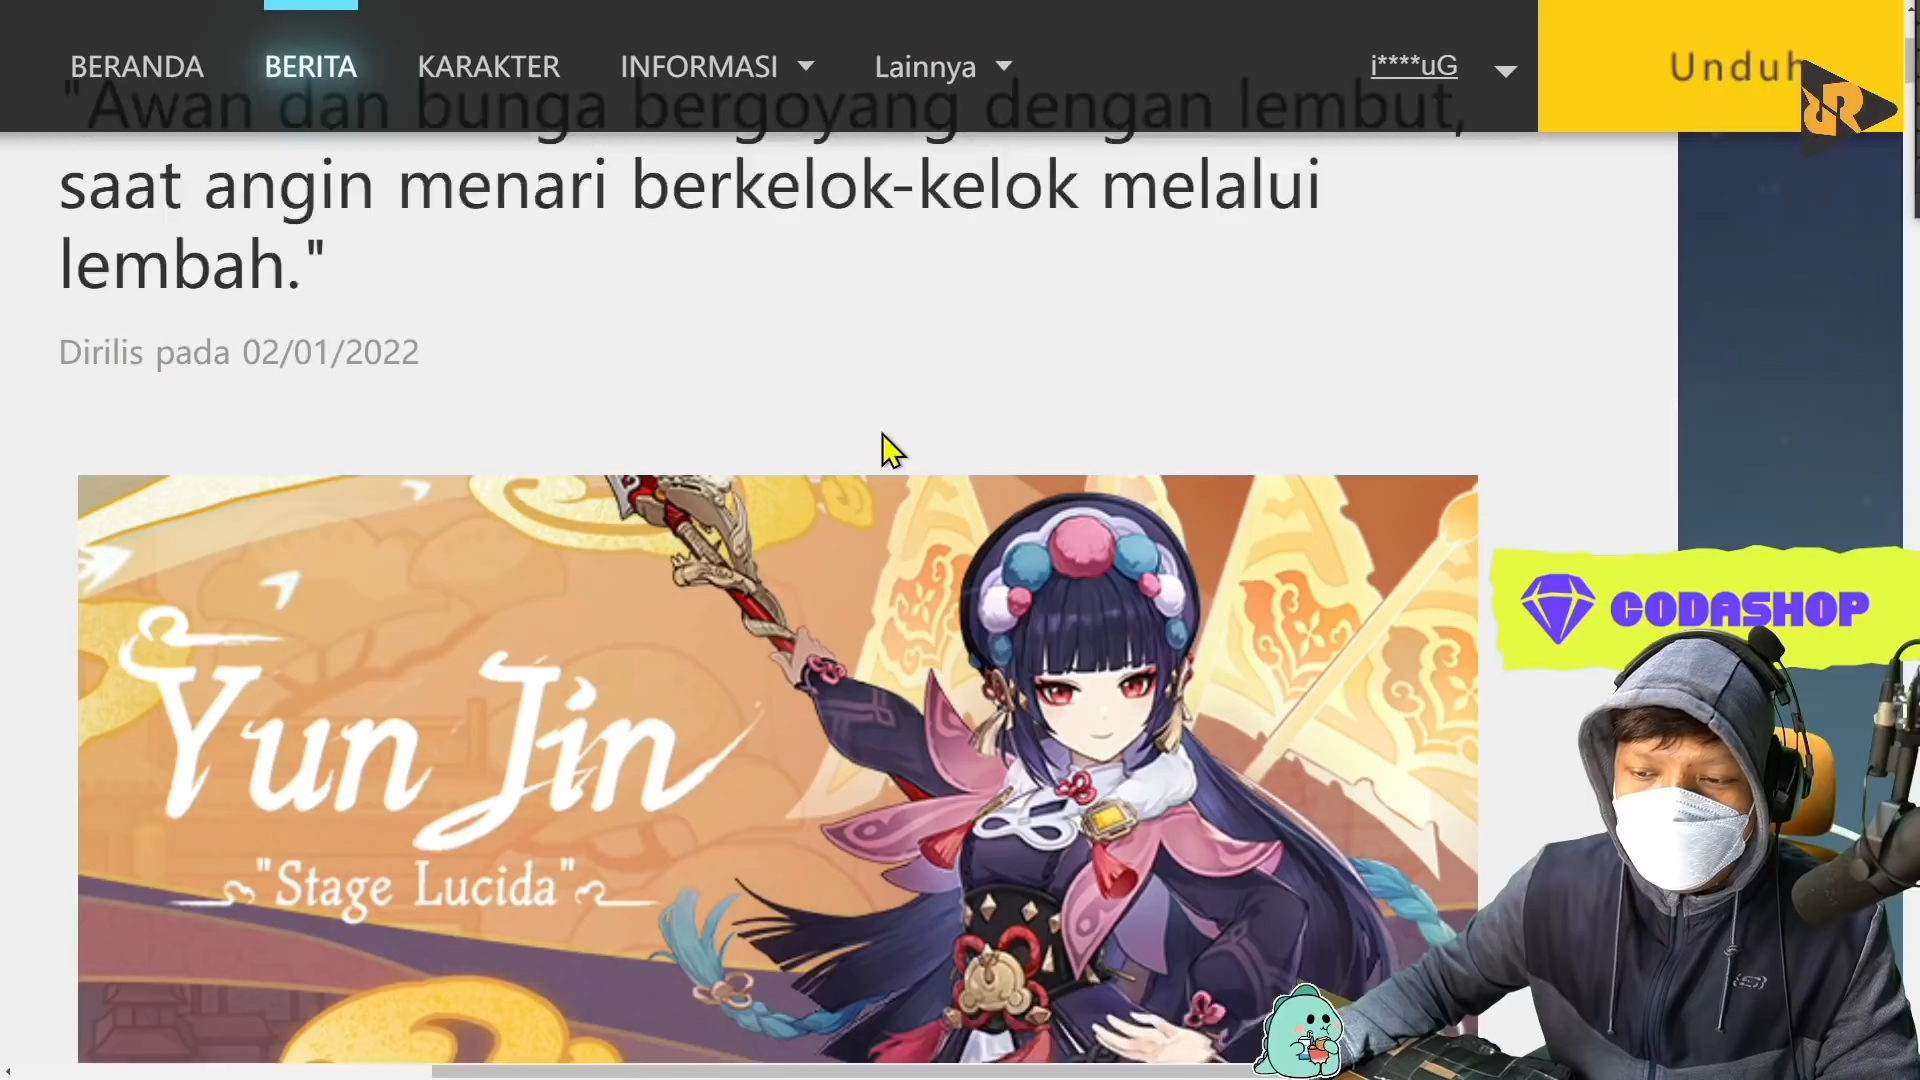 BERANDA BERITA KARAKTER INFORMASI Lainnya i****uG Unduh
"Awan dan bunga bergoyang dengan lembut,
saat angin menari berkelok-kelok melalui
lembah."
Dirilis pada 02/01/2022
Yun Jin
"Stage Lucida"
CODASHOP